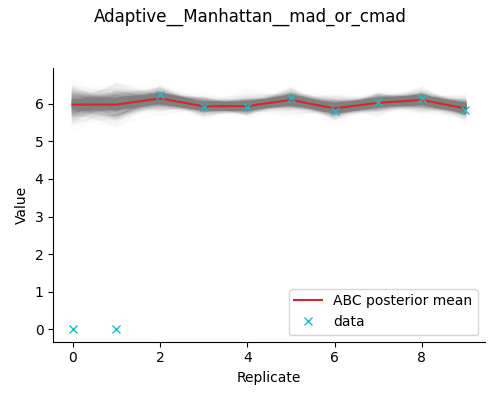 Adaptive__Manhattan__mad_or_cmad
6
5
4
3
2
1
0
Value
ABC posterior mean
data
0 2 4 6 8
Replicate